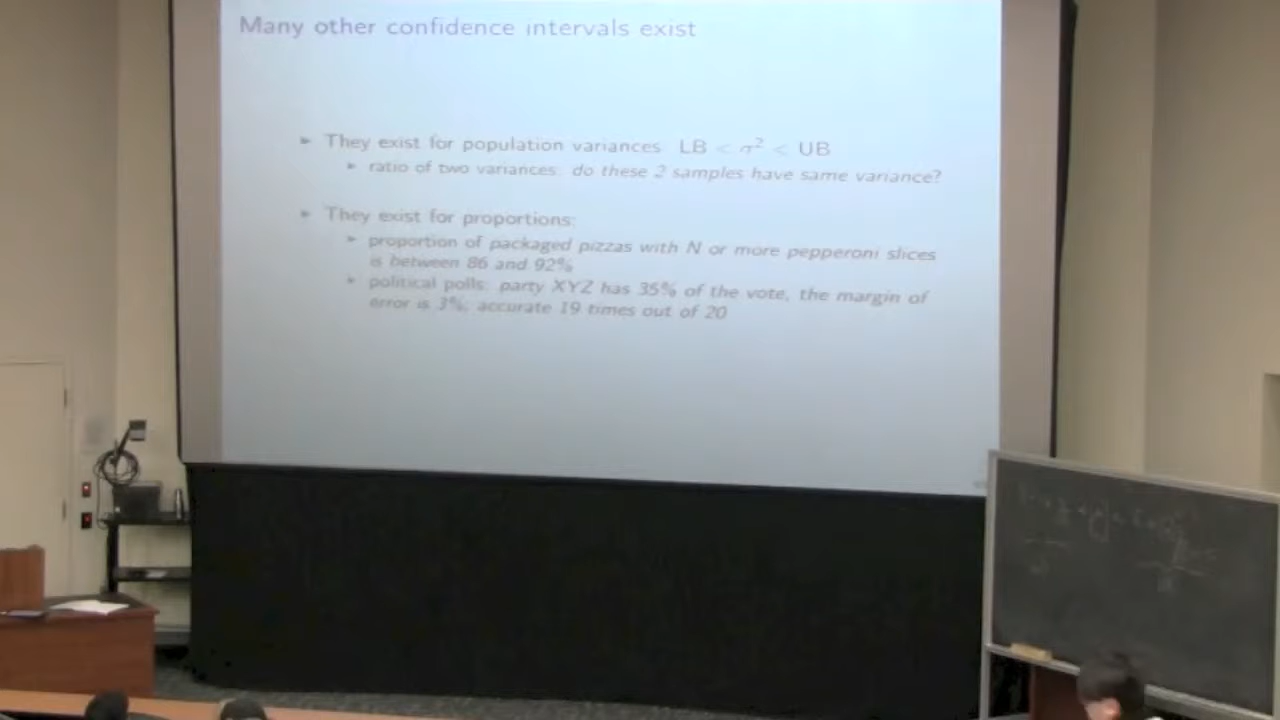 Many other confidence intervals exist
► They exist for population variances LB < σ² < UB
► ratio of two variances: do these 2 samples have same variance?
► They exist for proportions:
► proportion of packaged pizzas with N or more pepperoni slices
is between 86 and 92%
► political polls: party XYZ has 35% of the vote, the margin of
error is 3%; accurate 19 times out of 20